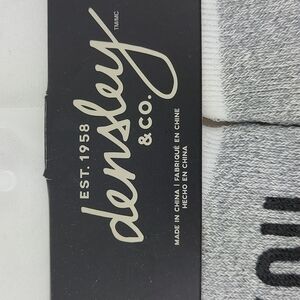 EST. 1958
densley
& CO.
TM/MC
MADE IN CHINA | FABRIQUÉ EN CHINE
HECHO EN CHINA